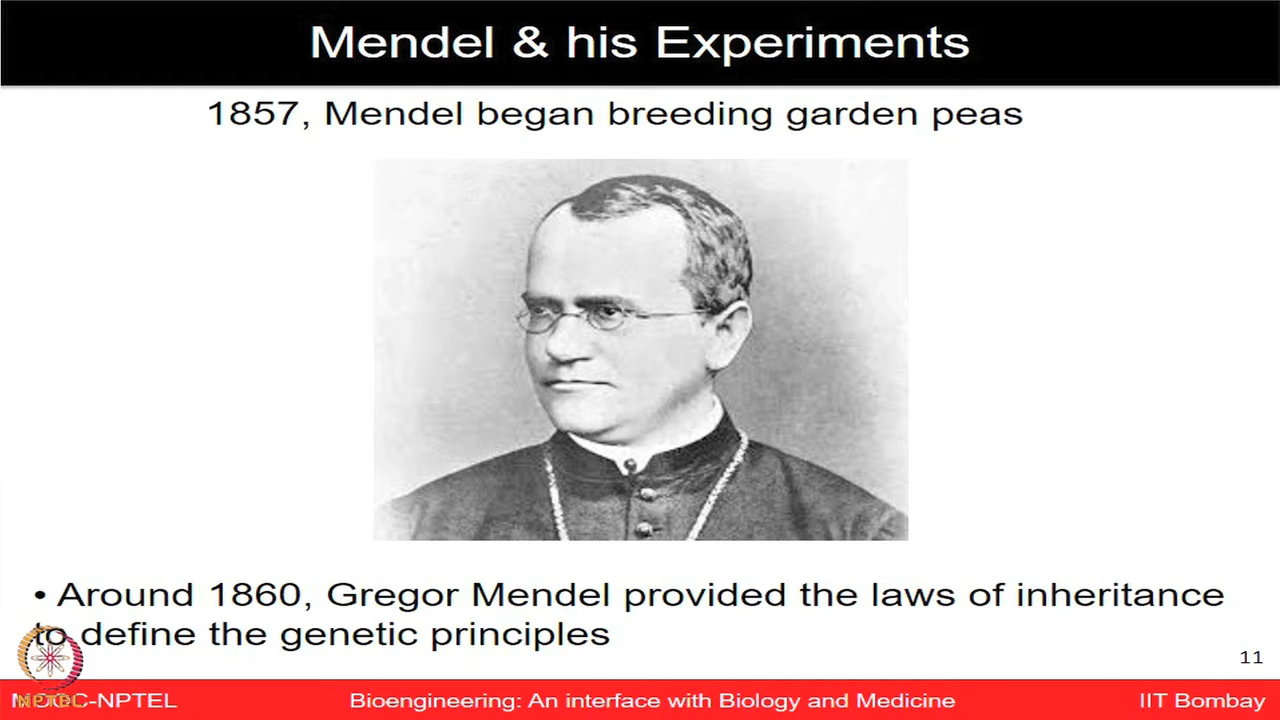 Mendel & his Experiments
1857, Mendel began breeding garden peas
• Around 1860, Gregor Mendel provided the laws of inheritance
to define the genetic principles
11
MOOC-NPTEL
Bioengineering: An interface with Biology and Medicine
IIT Bombay
NPTEL